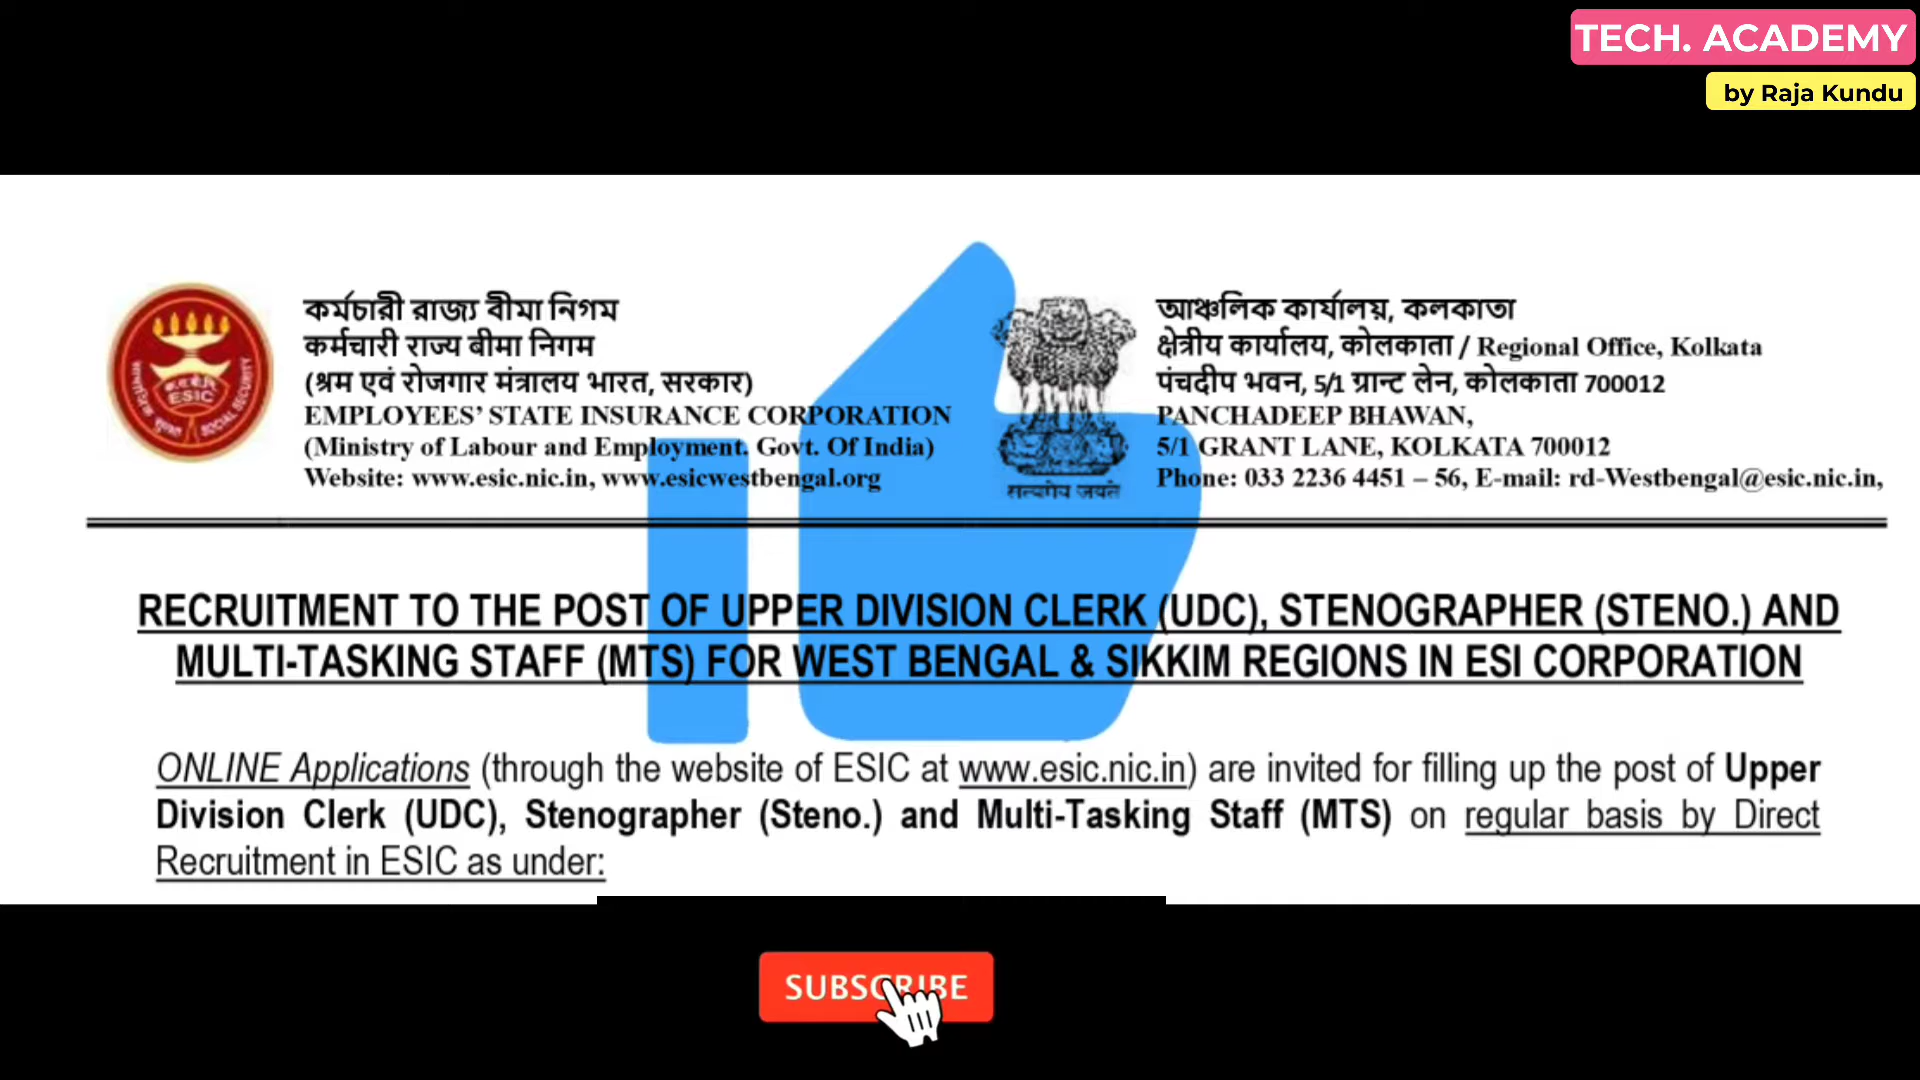 TECH. ACADEMY
by Raja Kundu
কর্মচারী রাজ্য বীমা নিগম
कर्मचारी राज्य बीमा निगम
(श्रम एवं रोजगार मंत्रालय भारत, सरकार)
EMPLOYEES' STATE INSURANCE CORPORATION
(Ministry of Labour and Employment. Govt. Of India)
Website: www.esic.nic.in, www.esicwestbengal.org
ESIC
SOCIAL SECURITY
सत्यमेव जयते
আঞ্চলিক কার্যালয়, কলকাতা
क्षेत्रीय कार्यालय, कोलकाता / Regional Office, Kolkata
पंचदीप भवन, 5/1 ग्रान्ट लेन, कोलकाता 700012
PANCHADEEP BHAWAN,
5/1 GRANT LANE, KOLKATA 700012
Phone: 033 2236 4451 – 56, E-mail: rd-Westbengal@esic.nic.in,
RECRUITMENT TO THE POST OF UPPER DIVISION CLERK (UDC), STENOGRAPHER (STENO.) AND
MULTI-TASKING STAFF (MTS) FOR WEST BENGAL & SIKKIM REGIONS IN ESI CORPORATION
ONLINE Applications (through the website of ESIC at www.esic.nic.in) are invited for filling up the post of Upper
Division Clerk (UDC), Stenographer (Steno.) and Multi-Tasking Staff (MTS) on regular basis by Direct
Recruitment in ESIC as under:
SUBSCRIBE